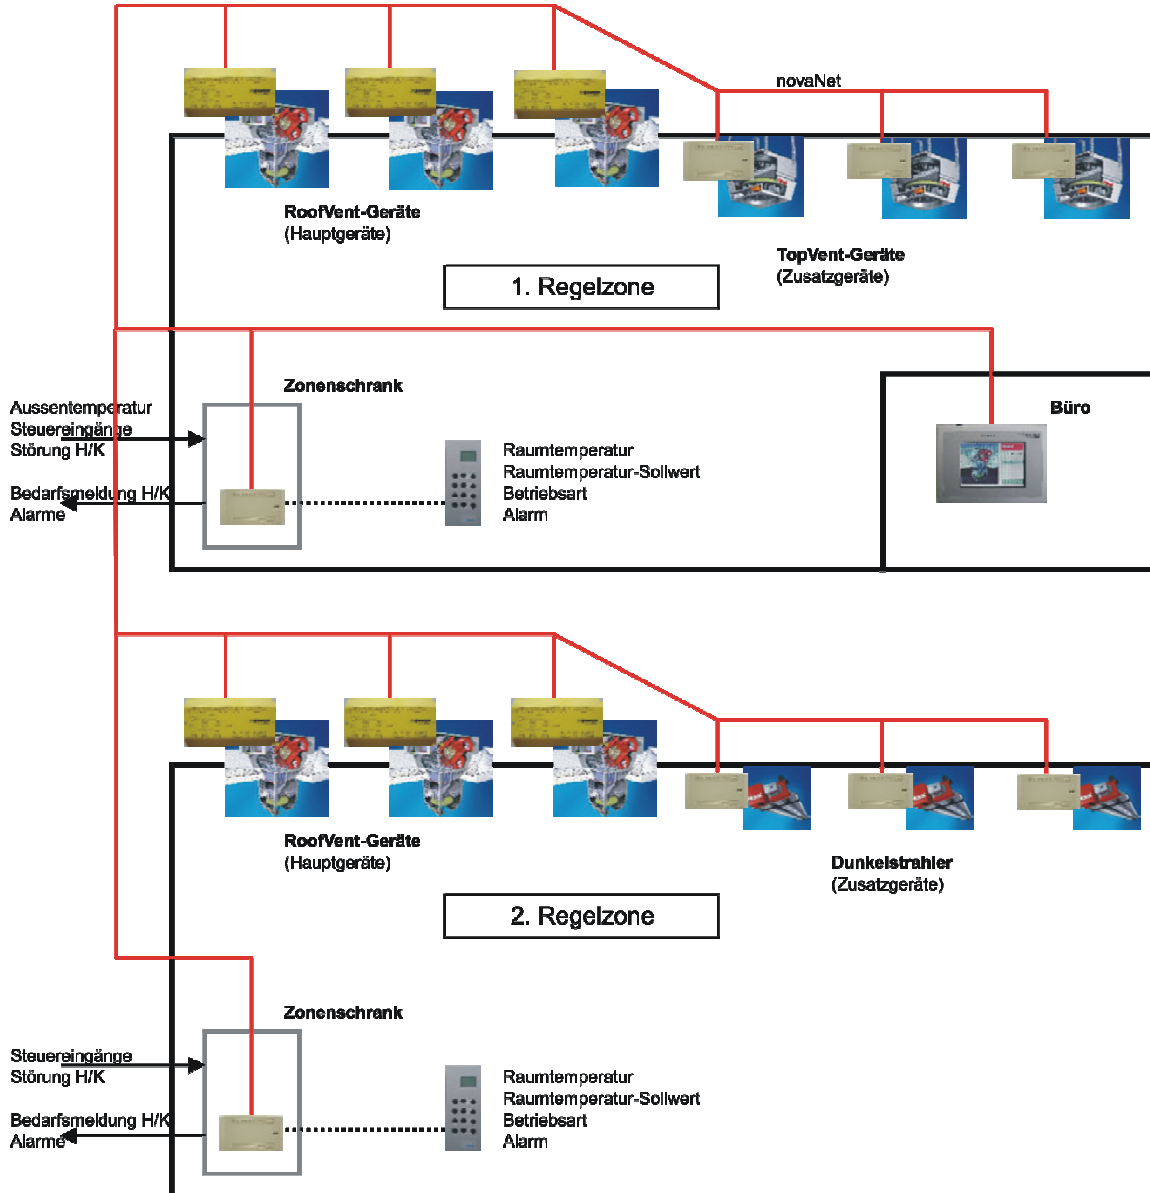 novaNet
RoofVent-Geräte
(Hauptgeräte)
TopVent-Geräte
(Zusatzgeräte)
1. Regelzone
Zonenschrank
Büro
Aussentemperatur
Steuereingänge
Störung H/K
Bedarfsmeldung H/K
Alarme
Raumtemperatur
Raumtemperatur-Sollwert
Betriebsart
Alarm
RoofVent-Geräte
(Hauptgeräte)
Dunkelstrahler
(Zusatzgeräte)
2. Regelzone
Zonenschrank
Steuereingänge
Störung H/K
Bedarfsmeldung H/K
Alarme
Raumtemperatur
Raumtemperatur-Sollwert
Betriebsart
Alarm